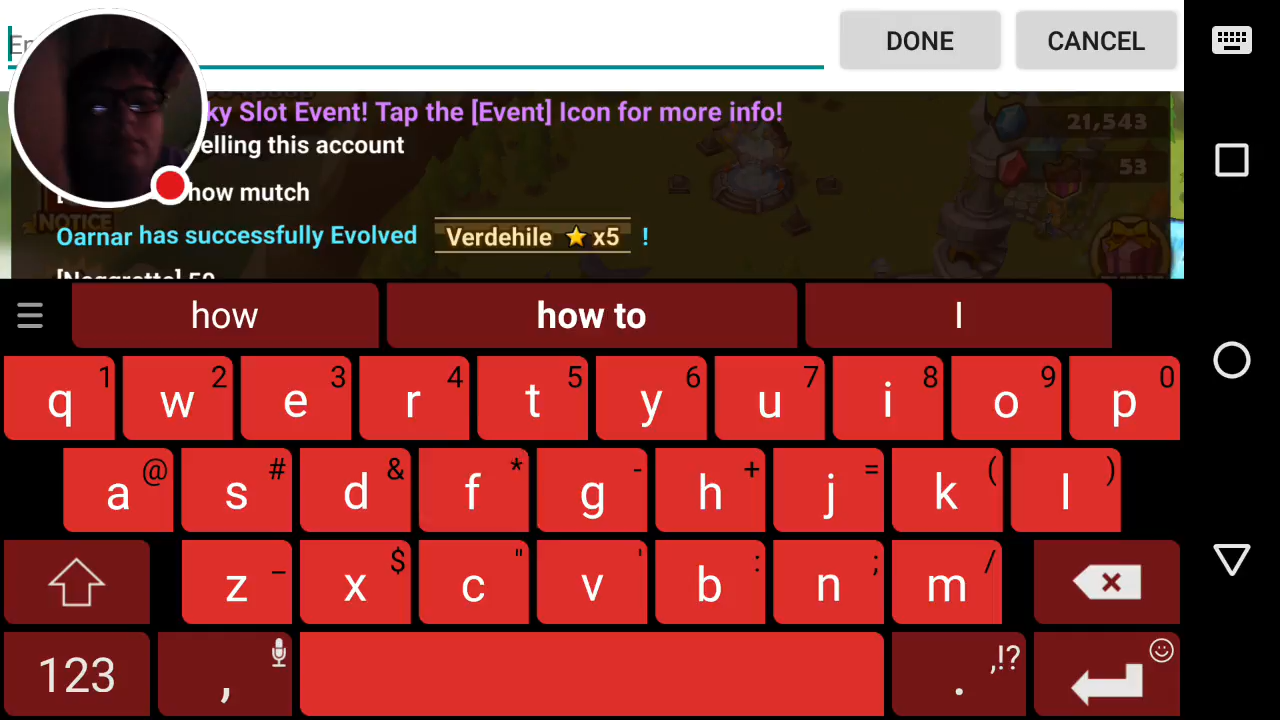 DONE CANCEL
ky Slot Event! Tap the [Event] Icon for more info!
21,543
elling this account
53
how mutch
NOTICE
Oarnar has successfully Evolved Verdehile ★ x5 !
how how to I
q 1 w 2 e 3 r 4 t 5 y 6 u 7 i 8 o 9 p 0
a @ s # d & f * g - h + j = k ( l )
z _ x $ c " v ' b : n ; m /
123 , . ,!?